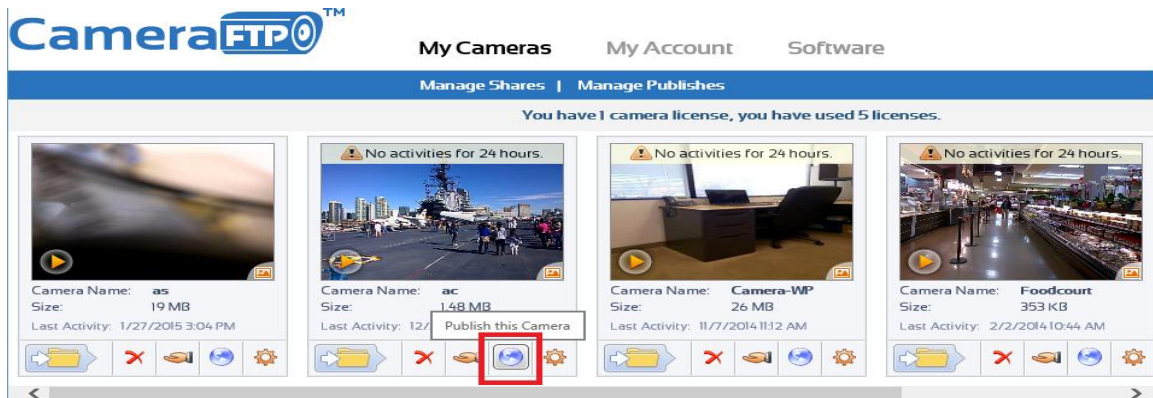 CameraFTP™
My Cameras My Account Software
Manage Shares | Manage Publishes
You have 1 camera license, you have used 5 licenses.
No activities for 24 hours. No activities for 24 hours. No activities for 24 hours.
Camera Name: as Camera Name: ac Camera Name: Camera-WP Camera Name: Foodcourt
Size: 19 MB Size: 1.48 MB Size: 26 MB Size: 353 KB
Last Activity: 1/27/2015 3:04 PM Last Activity: 12/ Publish this Camera Last Activity: 11/7/2014 11:12 AM Last Activity: 2/2/2014 10:44 AM